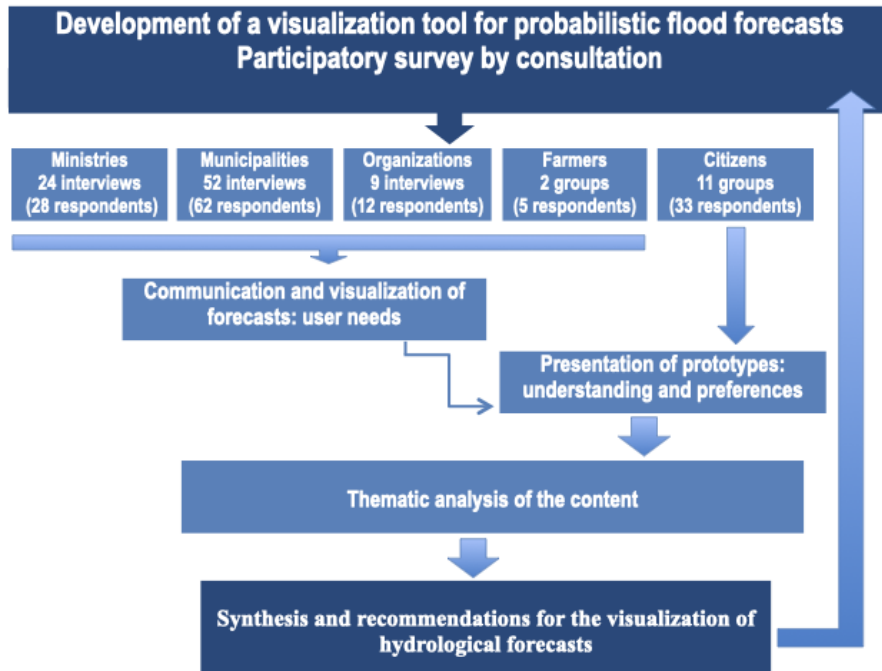 Development of a visualization tool for probabilistic flood forecasts
Participatory survey by consultation
Ministries
24 interviews
(28 respondents)
Municipalities
52 interviews
(62 respondents)
Organizations
9 interviews
(12 respondents)
Farmers
2 groups
(5 respondents)
Citizens
11 groups
(33 respondents)
Communication and visualization of
forecasts: user needs
Presentation of prototypes:
understanding and preferences
Thematic analysis of the content
Synthesis and recommendations for the visualization of
hydrological forecasts